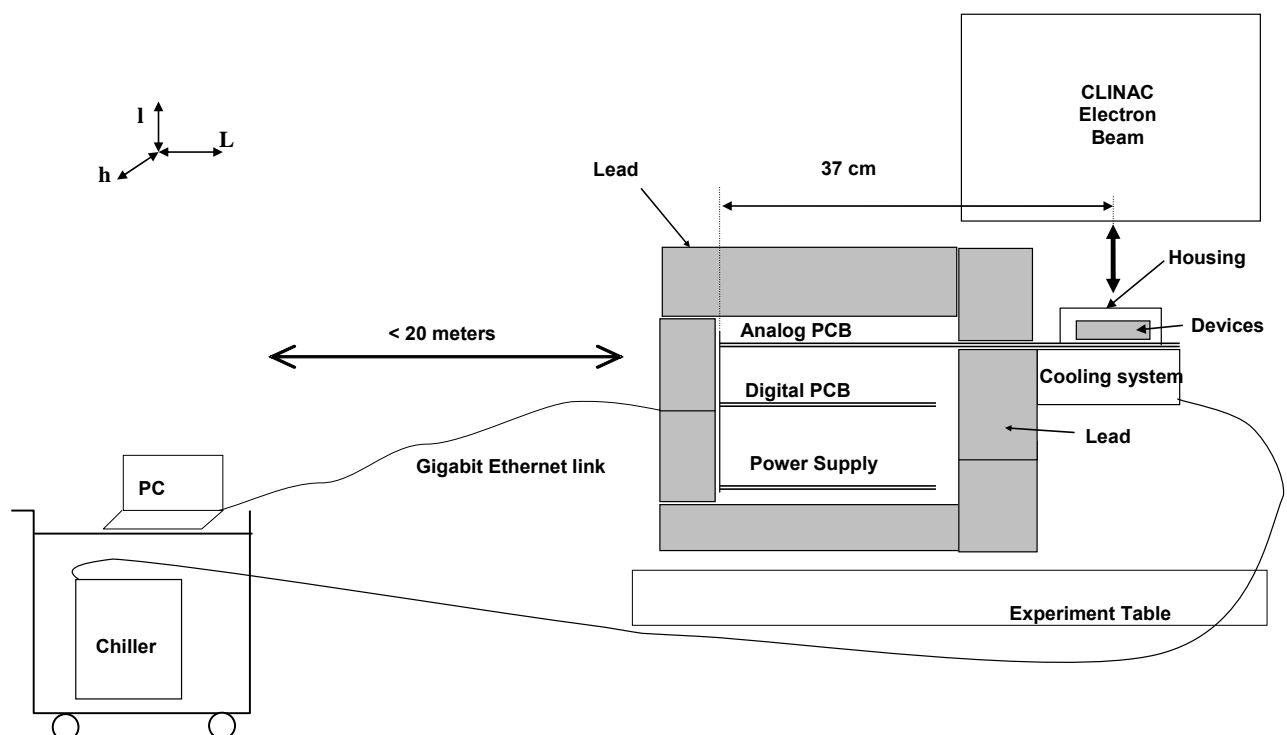 CLINAC
Electron
Beam
l
L
h
Lead
37 cm
Housing
Devices
< 20 meters
Analog PCB
Cooling system
Digital PCB
Lead
Gigabit Ethernet link
Power Supply
PC
Experiment Table
Chiller